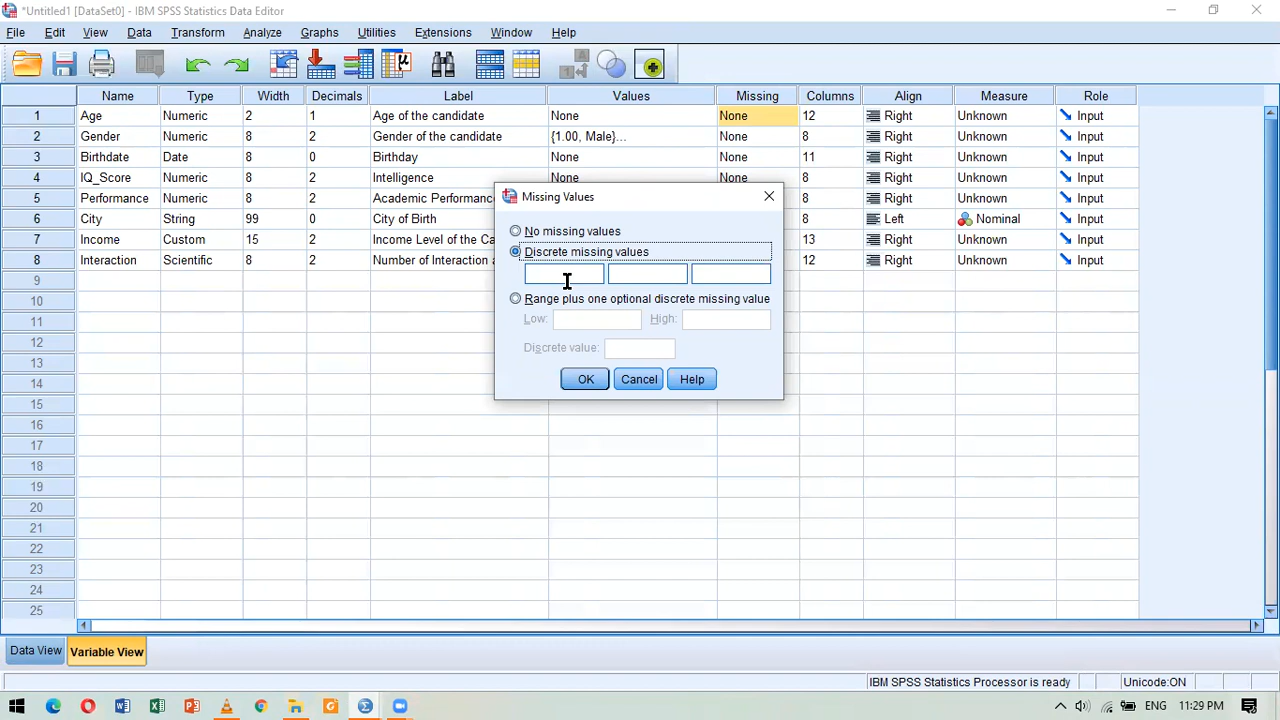 *Untitled1 [DataSet0] - IBM SPSS Statistics Data Editor
File Edit View Data Transform Analyze Graphs Utilities Extensions Window Help
Name Type Width Decimals Label Values Missing Columns Align Measure Role
1 Age Numeric 2 1 Age of the candidate None None 12 Right Unknown Input
2 Gender Numeric 8 2 Gender of the candidate {1.00, Male}... None 8 Right Unknown Input
3 Birthdate Date 8 0 Birthday None None 11 Right Unknown Input
4 IQ_Score Numeric 8 2 Intelligence None None 8 Right Unknown Input
5 Performance Numeric 8 2 Academic Performance 8 Right Unknown Input
6 City String 99 0 City of Birth 8 Left Nominal Input
7 Income Custom 15 2 Income Level of the Ca 13 Right Unknown Input
8 Interaction Scientific 8 2 Number of Interaction a 12 Right Unknown Input
9
10
11
12
13
14
15
16
17
18
19
20
21
22
23
24
25
Missing Values
No missing values
Discrete missing values
Range plus one optional discrete missing value
Low: High:
Discrete value:
OK Cancel Help
Data View Variable View
IBM SPSS Statistics Processor is ready Unicode:ON
ENG 11:29 PM